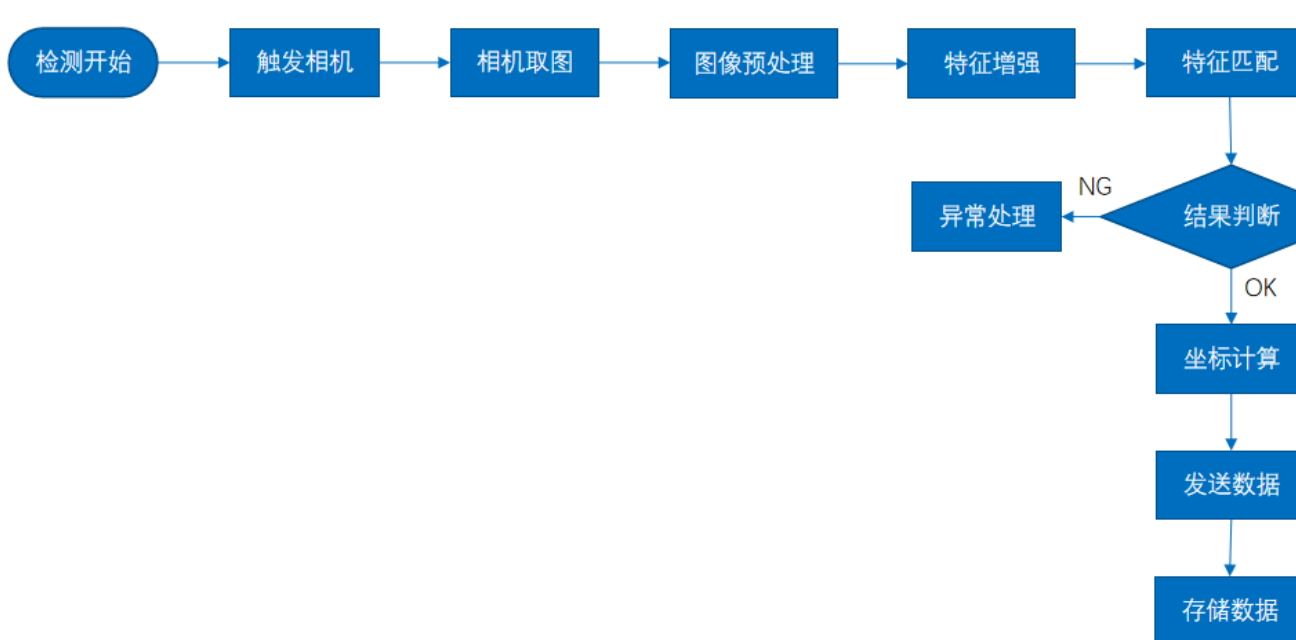 检测开始
触发相机
相机取图
图像预处理
特征增强
特征匹配
NG
异常处理
结果判断
OK
坐标计算
发送数据
存储数据